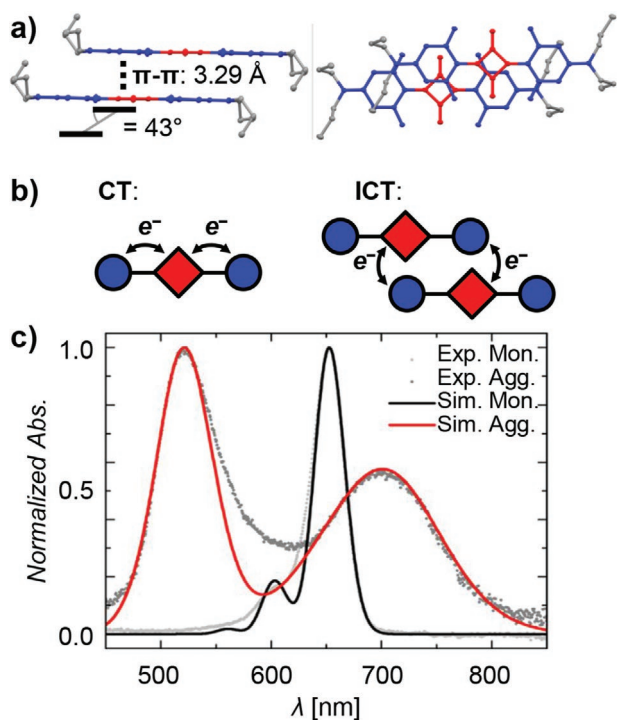 a)
π-π: 3.29 Å
= 43°
b)
CT:
ICT:
e⁻ e⁻
e⁻ e⁻
c)
1.0
0.5
0.0
Normalized Abs.
Exp. Mon.
Exp. Agg.
Sim. Mon.
Sim. Agg.
500 600 700 800
λ [nm]